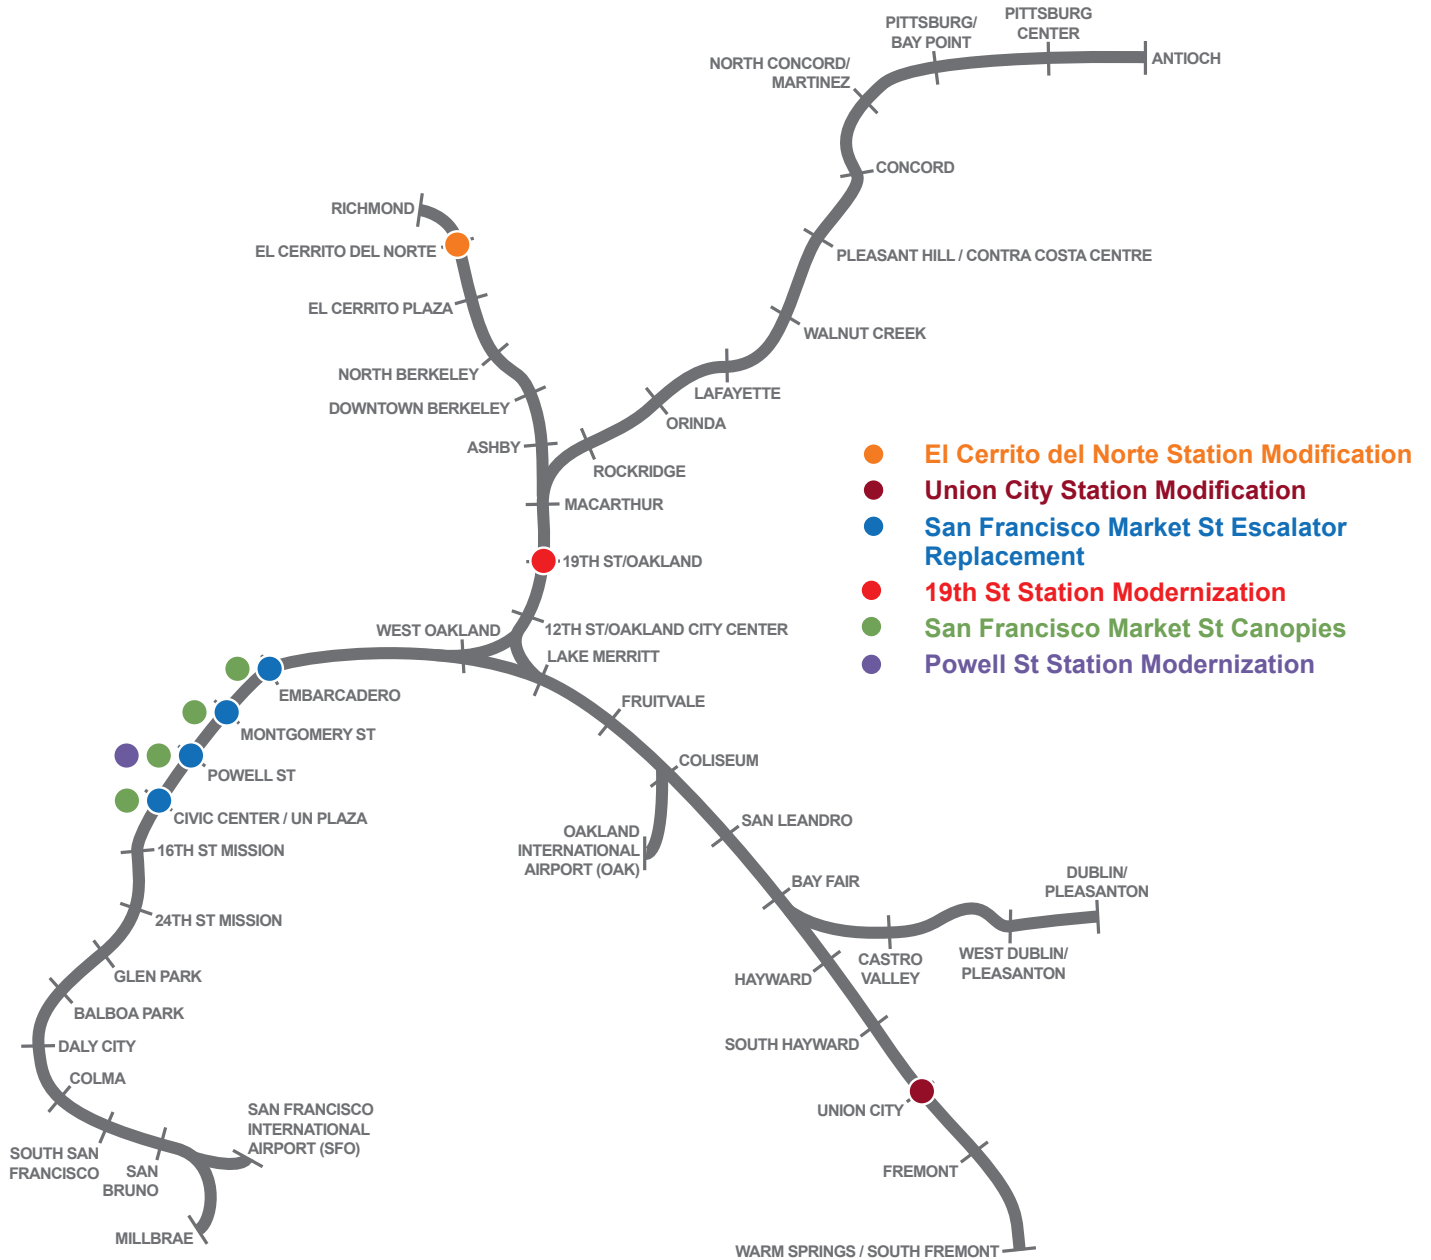 PITTSBURG/
BAY POINT
PITTSBURG
CENTER
ANTIOCH
NORTH CONCORD/
MARTINEZ
CONCORD
RICHMOND
EL CERRITO DEL NORTE
PLEASANT HILL / CONTRA COSTA CENTRE
EL CERRITO PLAZA
WALNUT CREEK
NORTH BERKELEY
LAFAYETTE
DOWNTOWN BERKELEY
ORINDA
ASHBY
ROCKRIDGE
MACARTHUR
19TH ST/OAKLAND
El Cerrito del Norte Station Modification
Union City Station Modification
San Francisco Market St Escalator
Replacement
19th St Station Modernization
San Francisco Market St Canopies
Powell St Station Modernization
WEST OAKLAND
12TH ST/OAKLAND CITY CENTER
LAKE MERRITT
EMBARCADERO
FRUITVALE
MONTGOMERY ST
COLISEUM
POWELL ST
CIVIC CENTER / UN PLAZA
SAN LEANDRO
OAKLAND
INTERNATIONAL
AIRPORT (OAK)
16TH ST MISSION
BAY FAIR
DUBLIN/
PLEASANTON
24TH ST MISSION
CASTRO
VALLEY
WEST DUBLIN/
PLEASANTON
GLEN PARK
HAYWARD
BALBOA PARK
DALY CITY
SOUTH HAYWARD
COLMA
UNION CITY
SAN FRANCISCO
INTERNATIONAL
AIRPORT (SFO)
SOUTH SAN
FRANCISCO
SAN
BRUNO
FREMONT
MILLBRAE
WARM SPRINGS / SOUTH FREMONT